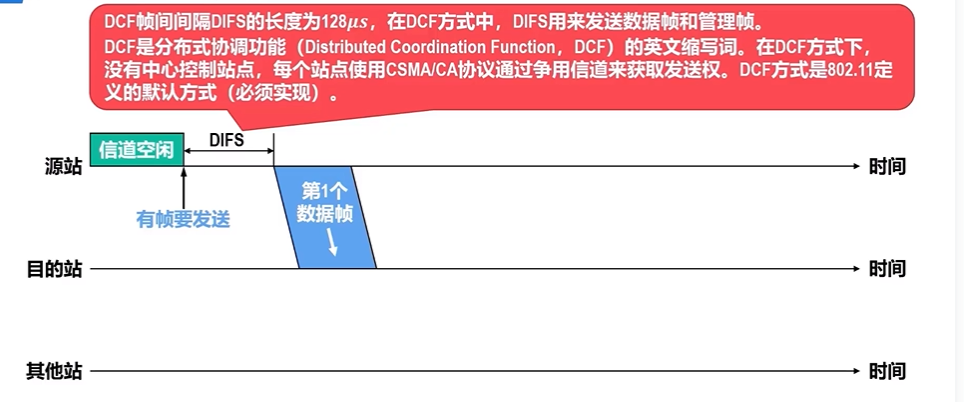 DCF帧间间隔DIFS的长度为128μs，在DCF方式中，DIFS用来发送数据帧和管理帧。
DCF是分布式协调功能（Distributed Coordination Function，DCF）的英文缩写词。在DCF方式下，
没有中心控制站点，每个站点使用CSMA/CA协议通过争用信道来获取发送权。DCF方式是802.11定
义的默认方式（必须实现）。
信道空闲
DIFS
源站
时间
有帧要发送
第1个
数据帧
目的站
时间
其他站
时间